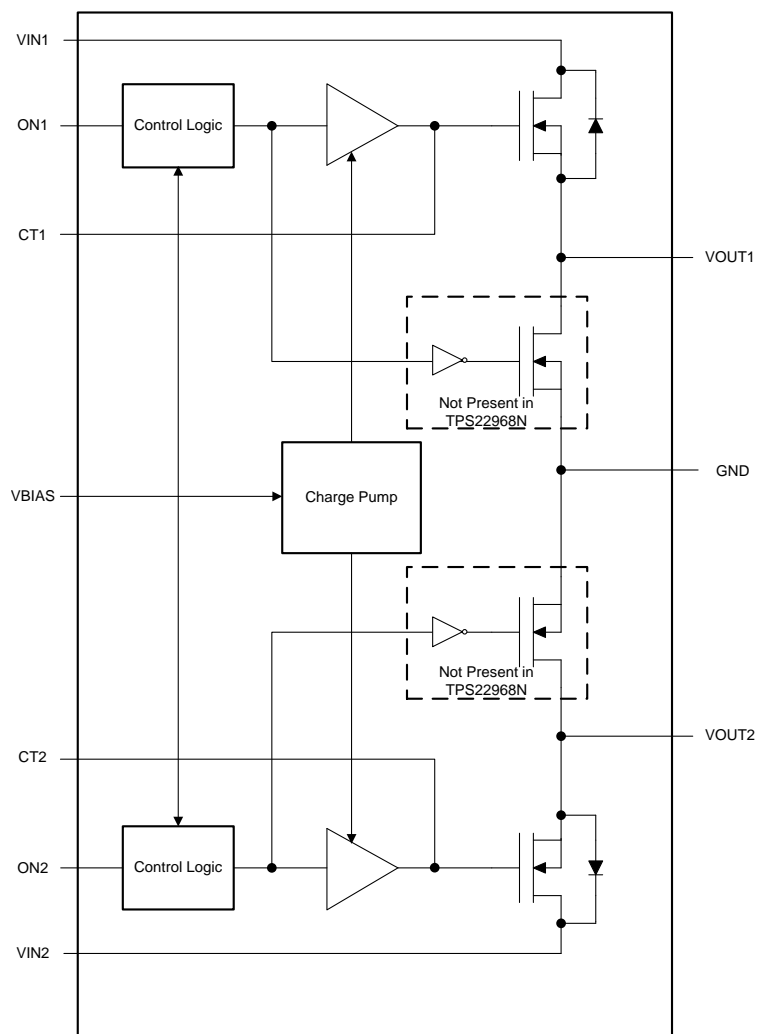 VIN1
ON1
Control Logic
CT1
VOUT1
Not Present in
TPS22968N
GND
VBIAS
Charge Pump
Not Present in
TPS22968N
VOUT2
CT2
ON2
Control Logic
VIN2